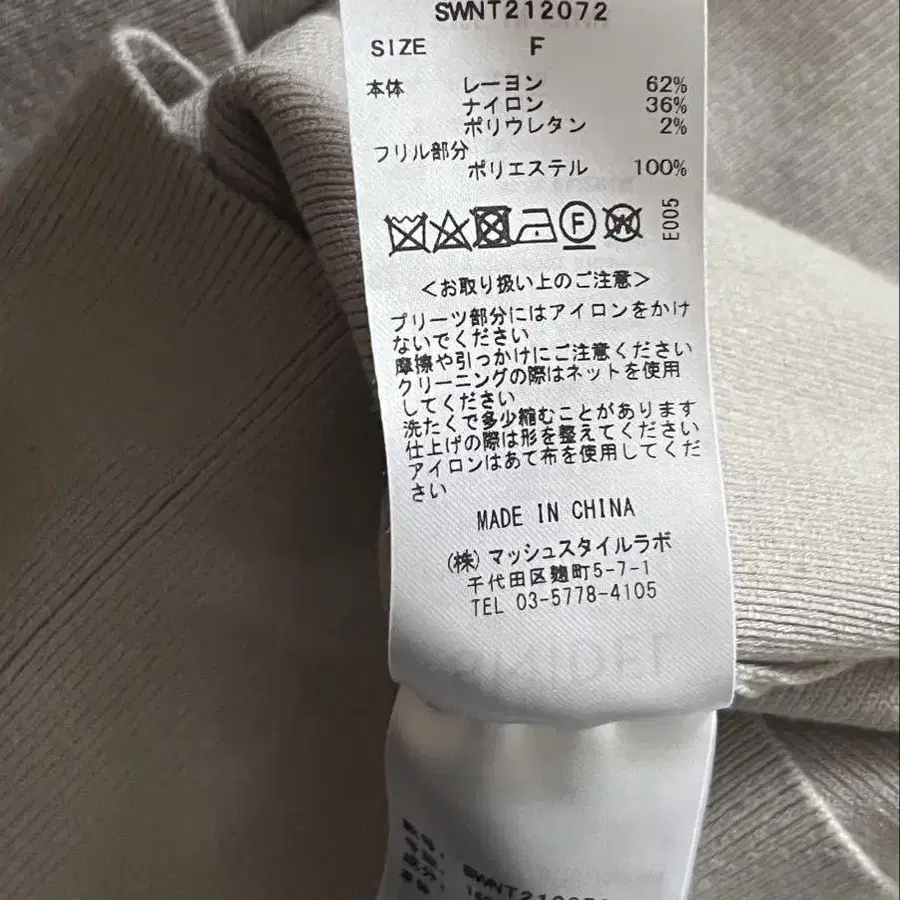 SWNT212072
SIZE F
本体 レーヨン 62%
ナイロン 36%
ポリウレタン 2%
フリル部分
ポリエステル 100%
F W E005
<お取り扱い上のご注意>
プリーツ部分にはアイロンをかけ
ないでください
摩擦や引っかけにご注意ください
クリーニングの際はネットを使用
してください
洗たくで多少縮むことがあります
仕上げの際は形を整えてください
アイロンはあて布を使用してくだ
さい
MADE IN CHINA
(株)マッシュスタイルラボ
千代田区麹町5-7-1
TEL 03-5778-4105